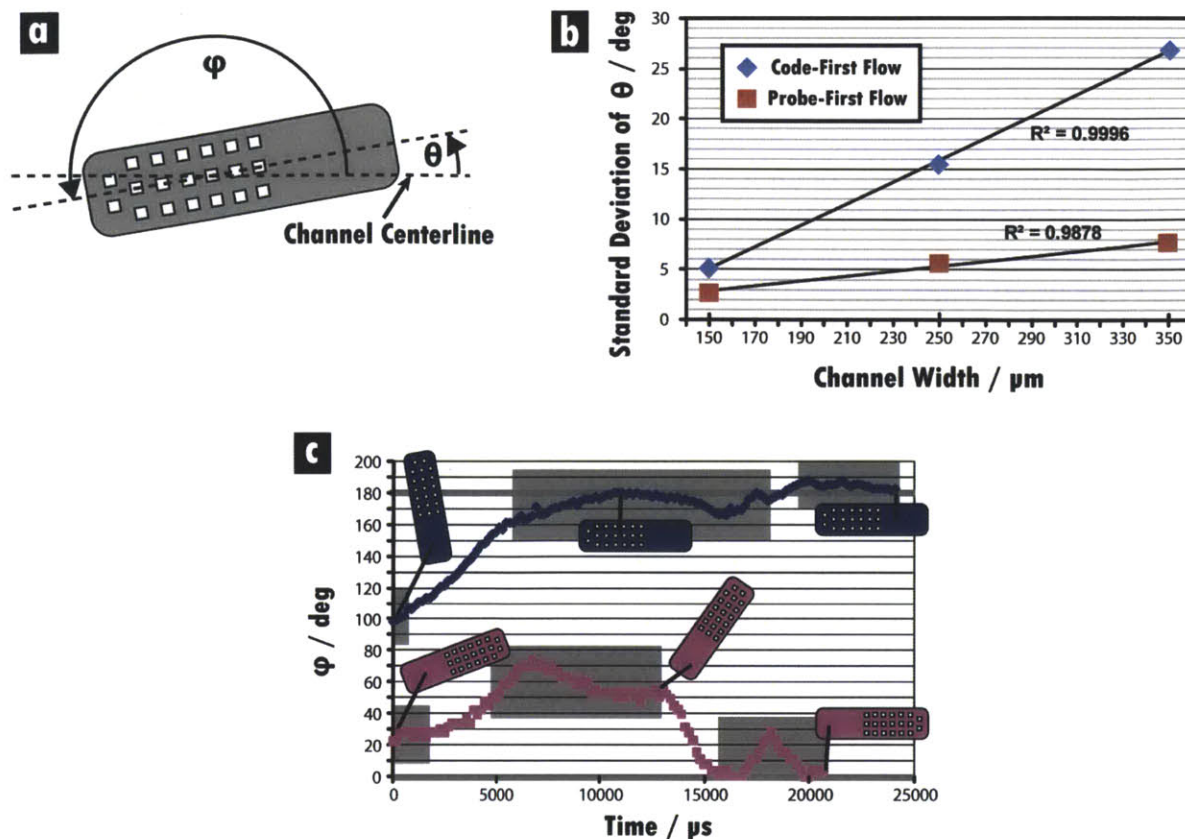 a
φ
θ
Channel Centerline
b
Standard Deviation of θ / deg
30
25
20
15
10
5
0
Code-First Flow
Probe-First Flow
R² = 0.9996
R² = 0.9878
150 170 190 210 230 250 270 290 310 330 350
Channel Width / μm
c
φ / deg
200
180
160
140
120
100
80
60
40
20
0
0 5000 10000 15000 20000 25000
Time / μs